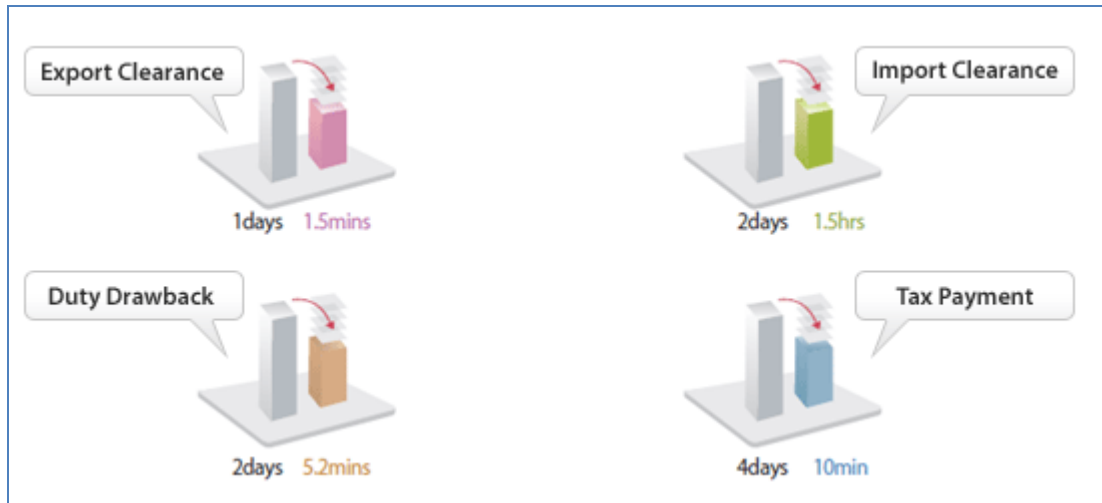 Export Clearance
1days 1.5mins
Import Clearance
2days 1.5hrs
Duty Drawback
2days 5.2mins
Tax Payment
4days 10min